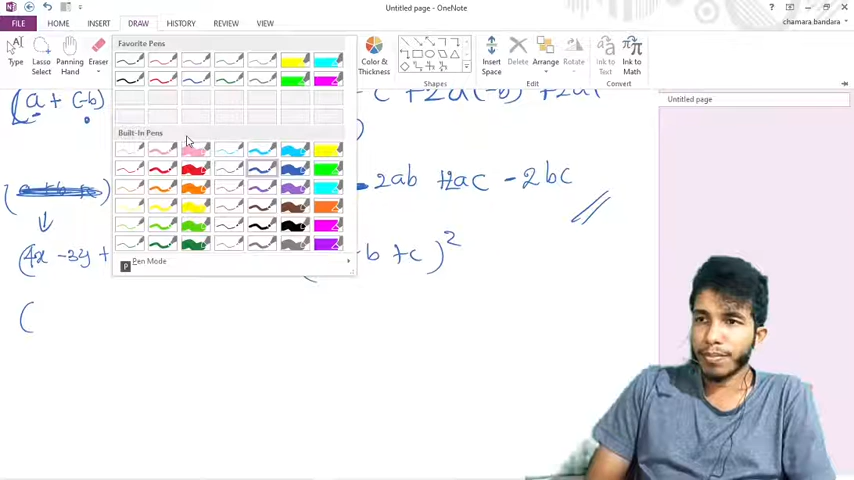 Untitled page - OneNote
FILE HOME INSERT DRAW HISTORY REVIEW VIEW
chamara bandara
Type
Lasso Select
Panning Hand
Eraser
Favorite Pens
Built-In Pens
Pen Mode
Color & Thickness
Shapes
Insert Space
Delete
Arrange
Rotate
Edit
Ink to Text
Ink to Math
Convert
Untitled page
[a + (-b)
2ab +2ac - 2bc
(4x - 3y +
b + c)²
(